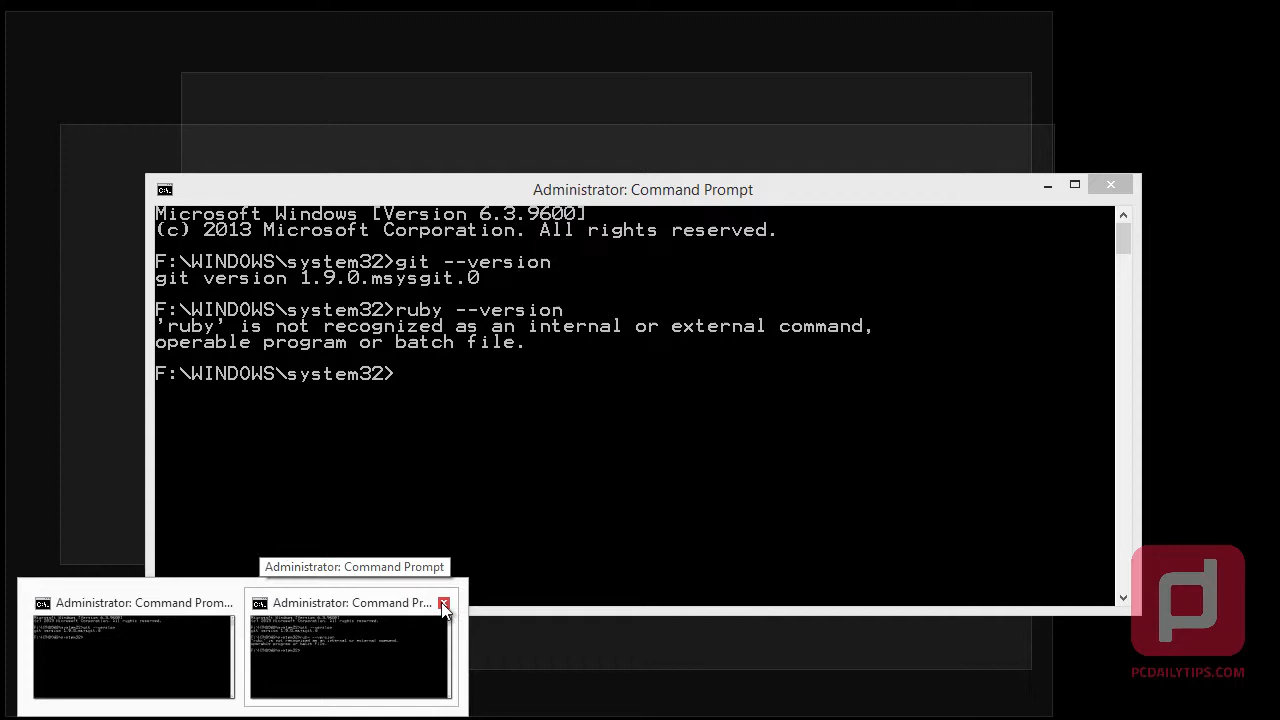 Administrator: Command Prompt
Microsoft Windows [Version 6.3.9600]
(c) 2013 Microsoft Corporation. All rights reserved.
F:\WINDOWS\system32>git --version
git version 1.9.0.msysgit.0
F:\WINDOWS\system32>ruby --version
'ruby' is not recognized as an internal or external command,
operable program or batch file.
F:\WINDOWS\system32>
Administrator: Command Prompt
Administrator: Command Prom...
Administrator: Command Pr...
PCDAILYTIPS.COM